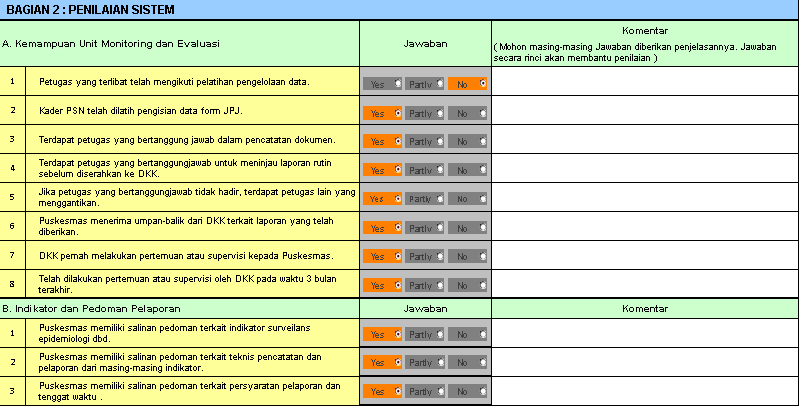 BAGIAN 2 : PENILAIAN SISTEM
A. Kemampuan Unit Monitoring dan Evaluasi
Jawaban
Komentar
( Mohon masing-masing Jawaban diberikan penjelasannya. Jawaban
secara rinci akan membantu penilaian )
1
Petugas yang terlibat telah mengikuti pelatihan pengelolaan data.
Yes Partly No
2
Kader PSN telah dilatih pengisian data form JPJ.
Yes Partly No
3
Terdapat petugas yang bertanggung jawab dalam pencatatan dokumen.
Yes Partly No
4
Terdapat petugas yang bertanggungjawab untuk meninjau laporan rutin
sebelum diserahkan ke DKK.
Yes Partly No
5
Jika petugas yang bertanggungjawab tidak hadir, terdapat petugas lain yang
menggantikan.
Yes Partly No
6
Puskesmas menerima umpan-balik dari DKK terkait laporan yang telah
diberikan.
Yes Partly No
7
DKK pernah melakukan pertemuan atau supervisi kepada Puskesmas.
Yes Partly No
8
Telah dilakukan pertemuan atau supervisi oleh DKK pada waktu 3 bulan
terakhir.
Yes Partly No
B. Indikator dan Pedoman Pelaporan
Jawaban
Komentar
1
Puskesmas memiliki salinan pedoman terkait indikator surveilans
epidemiologi dbd.
Yes Partly No
2
Puskesmas memiliki salinan pedoman terkait teknis pencatatan dan
pelaporan dari masing-masing indikator.
Yes Partly No
3
Puskesmas memiliki salinan pedoman terkait persyaratan pelaporan dan
tenggat waktu .
Yes Partly No